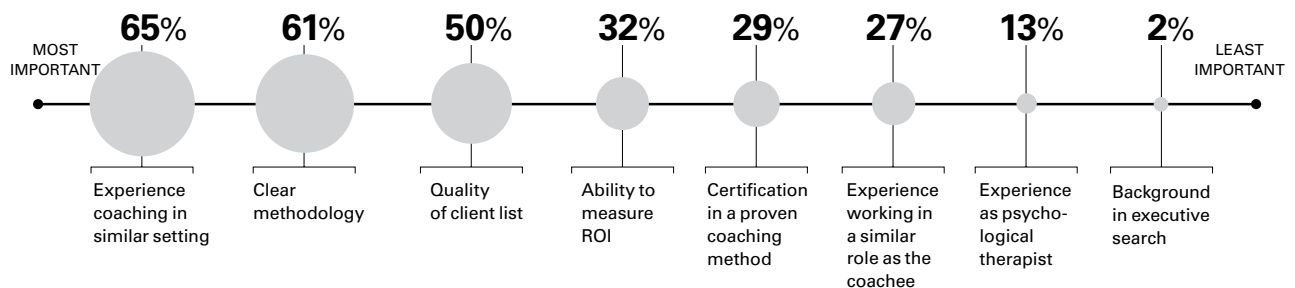 65%
61%
50%
32%
29%
27%
13%
2%
MOST
IMPORTANT
LEAST
IMPORTANT
Experience
coaching in
similar setting
Clear
methodology
Quality
of client list
Ability to
measure
ROI
Certification
in a proven
coaching
method
Experience
working in
a similar
role as the
coachee
Experience
as psycho-
logical
therapist
Background
in executive
search